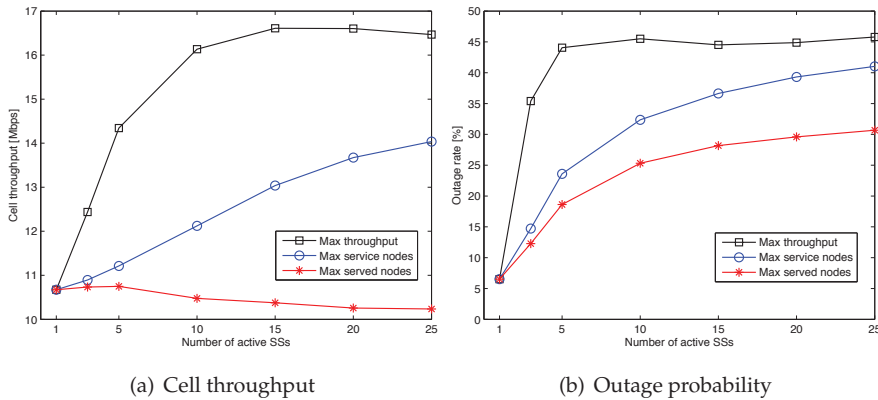 17
16
15
14
13
12
11
10
Cell throughput [Mbps]
1
5
10
15
20
25
Number of active SSs
Max throughput
Max service nodes
Max served nodes
(a) Cell throughput
50
45
40
35
30
25
20
15
10
5
0
Outage rate [%]
1
5
10
15
20
25
Number of active SSs
Max throughput
Max service nodes
Max served nodes
(b) Outage probability